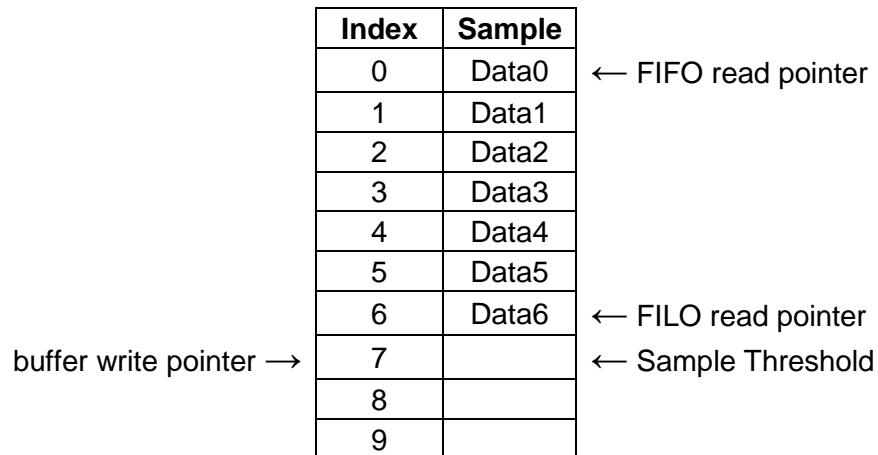 Index Sample
0 Data0 ← FIFO read pointer
1 Data1
2 Data2
3 Data3
4 Data4
5 Data5
6 Data6 ← FILO read pointer
buffer write pointer → 7 ← Sample Threshold
8
9